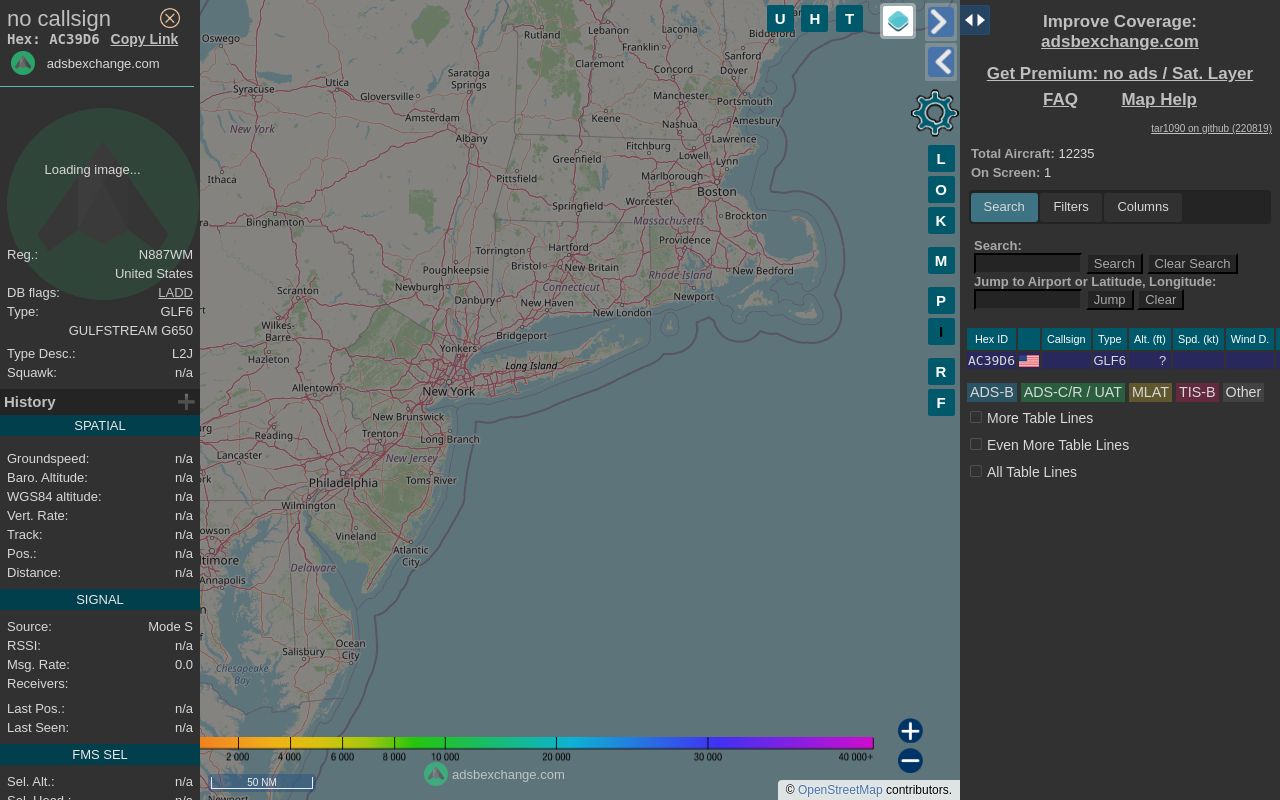 no callsign
Hex: AC39D6 Copy Link
adsbexchange.com
Loading image...
Reg.: N887WM
United States
DB flags: LADD
Type: GLF6
GULFSTREAM G650
Type Desc.: L2J
Squawk: n/a
History
SPATIAL
Groundspeed: n/a
Baro. Altitude: n/a
WGS84 altitude: n/a
Vert. Rate: n/a
Track: n/a
Pos.: n/a
Distance: n/a
SIGNAL
Source: Mode S
RSSI: n/a
Msg. Rate: 0.0
Receivers:
Last Pos.: n/a
Last Seen: n/a
FMS SEL
Sel. Alt.: n/a
U H T
L
O
K
M
P
I
R
F
Oswego
Rutland
Lebanon
Laconia
Biddeford
Franklin
Sanford
Claremont
Concord
Dover
Utica
Saratoga
Springs
Syracuse
Gloversville
Manchester
Portsmouth
Amsterdam
Keene
Amesbury
Nashua
New York
Albany
Lawrence
Fitchburg
Lowell
Greenfield
Lynn
Ithaca
Pittsfield
Marlborough
Boston
Worcester
Springfield
Binghamton
Massachusetts
Brockton
Providence
Torrington
Hartford
Bristol
New Britain
Poughkeepsie
New Bedford
Rhode Island
Connecticut
Newburgh
Scranton
Danbury
Newport
New Haven
New London
Wilkes-
Barre
Bridgeport
Yonkers
Hazleton
Long Island
Allentown
New York
New Brunswick
Reading
Trenton
Long Branch
Lancaster
New Jersey
Philadelphia
Toms River
Wilmington
Vineland
Atlantic
City
Annapolis
Delaware
Ocean
City
Salisbury
Chesapeake
Bay
2 000 4 000 6 000 8 000 10 000 20 000 30 000 40 000+
50 NM
adsbexchange.com
© OpenStreetMap contributors.
Improve Coverage:
adsbexchange.com
Get Premium: no ads / Sat. Layer
FAQ Map Help
tar1090 on github (220819)
Total Aircraft: 12235
On Screen: 1
Search Filters Columns
Search:
Search Clear Search
Jump to Airport or Latitude, Longitude:
Jump Clear
Hex ID Callsign Type Alt. (ft) Spd. (kt) Wind D.
AC39D6 GLF6 ?
ADS-B ADS-C/R / UAT MLAT TIS-B Other
More Table Lines
Even More Table Lines
All Table Lines